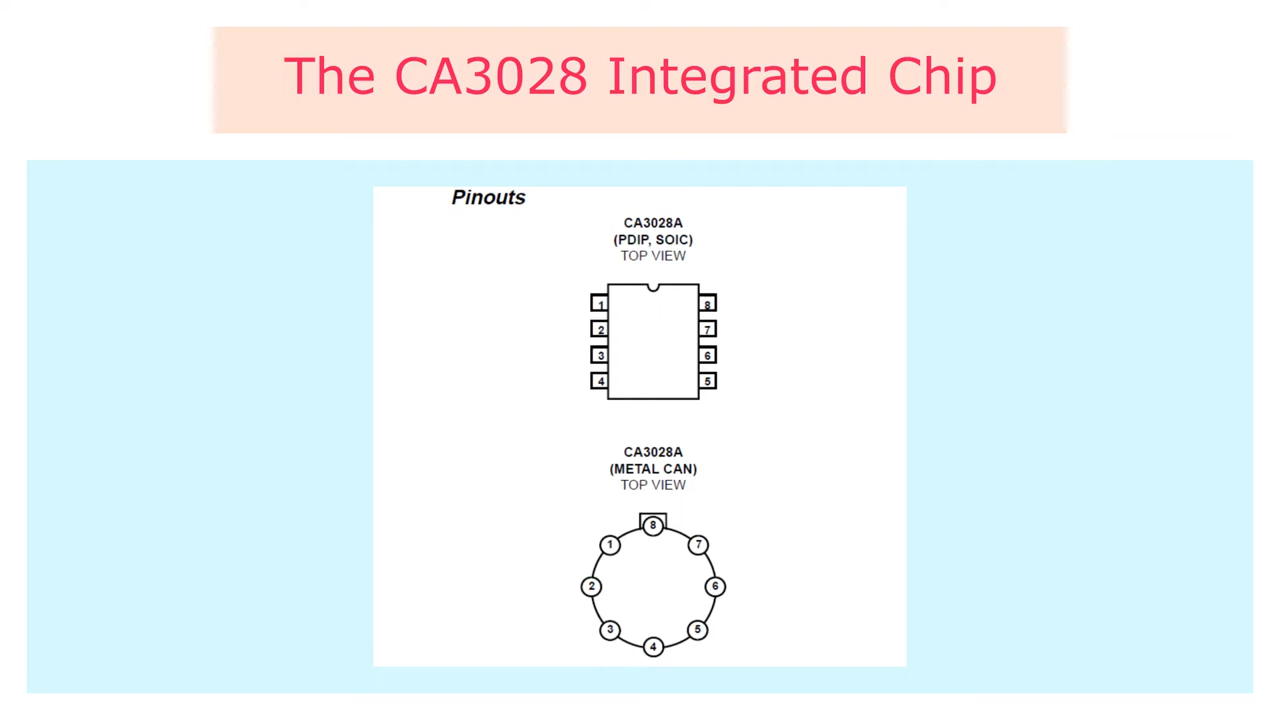 The CA3028 Integrated Chip
Pinouts
CA3028A
(PDIP, SOIC)
TOP VIEW
1 8
2 7
3 6
4 5
CA3028A
(METAL CAN)
TOP VIEW
8
1 7
2 6
3 5
4